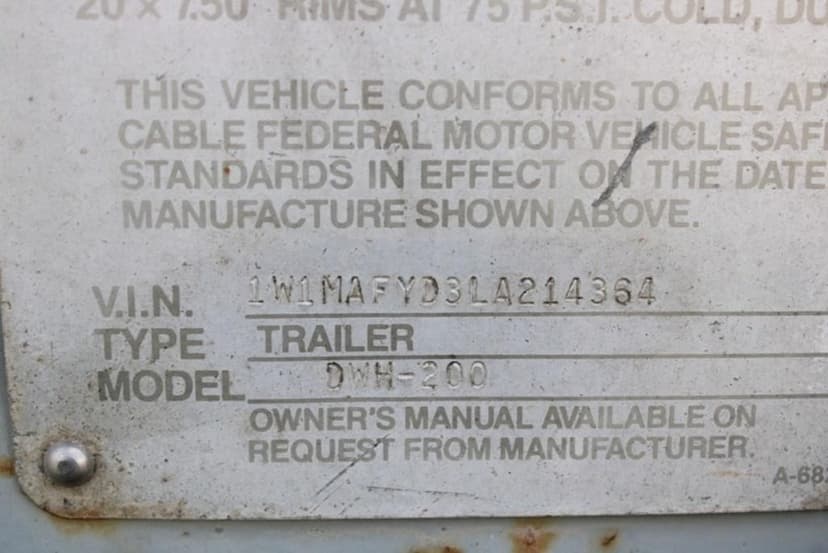 20 x 7.50 RIMS AT 75 P.S.I. COLD, DU
THIS VEHICLE CONFORMS TO ALL AP
CABLE FEDERAL MOTOR VEHICLE SAF
STANDARDS IN EFFECT ON THE DATE
MANUFACTURE SHOWN ABOVE.
V.I.N. 1W1MAFYD3LA214364
TYPE TRAILER
MODEL DWH-200
OWNER'S MANUAL AVAILABLE ON
REQUEST FROM MANUFACTURER.
A-68